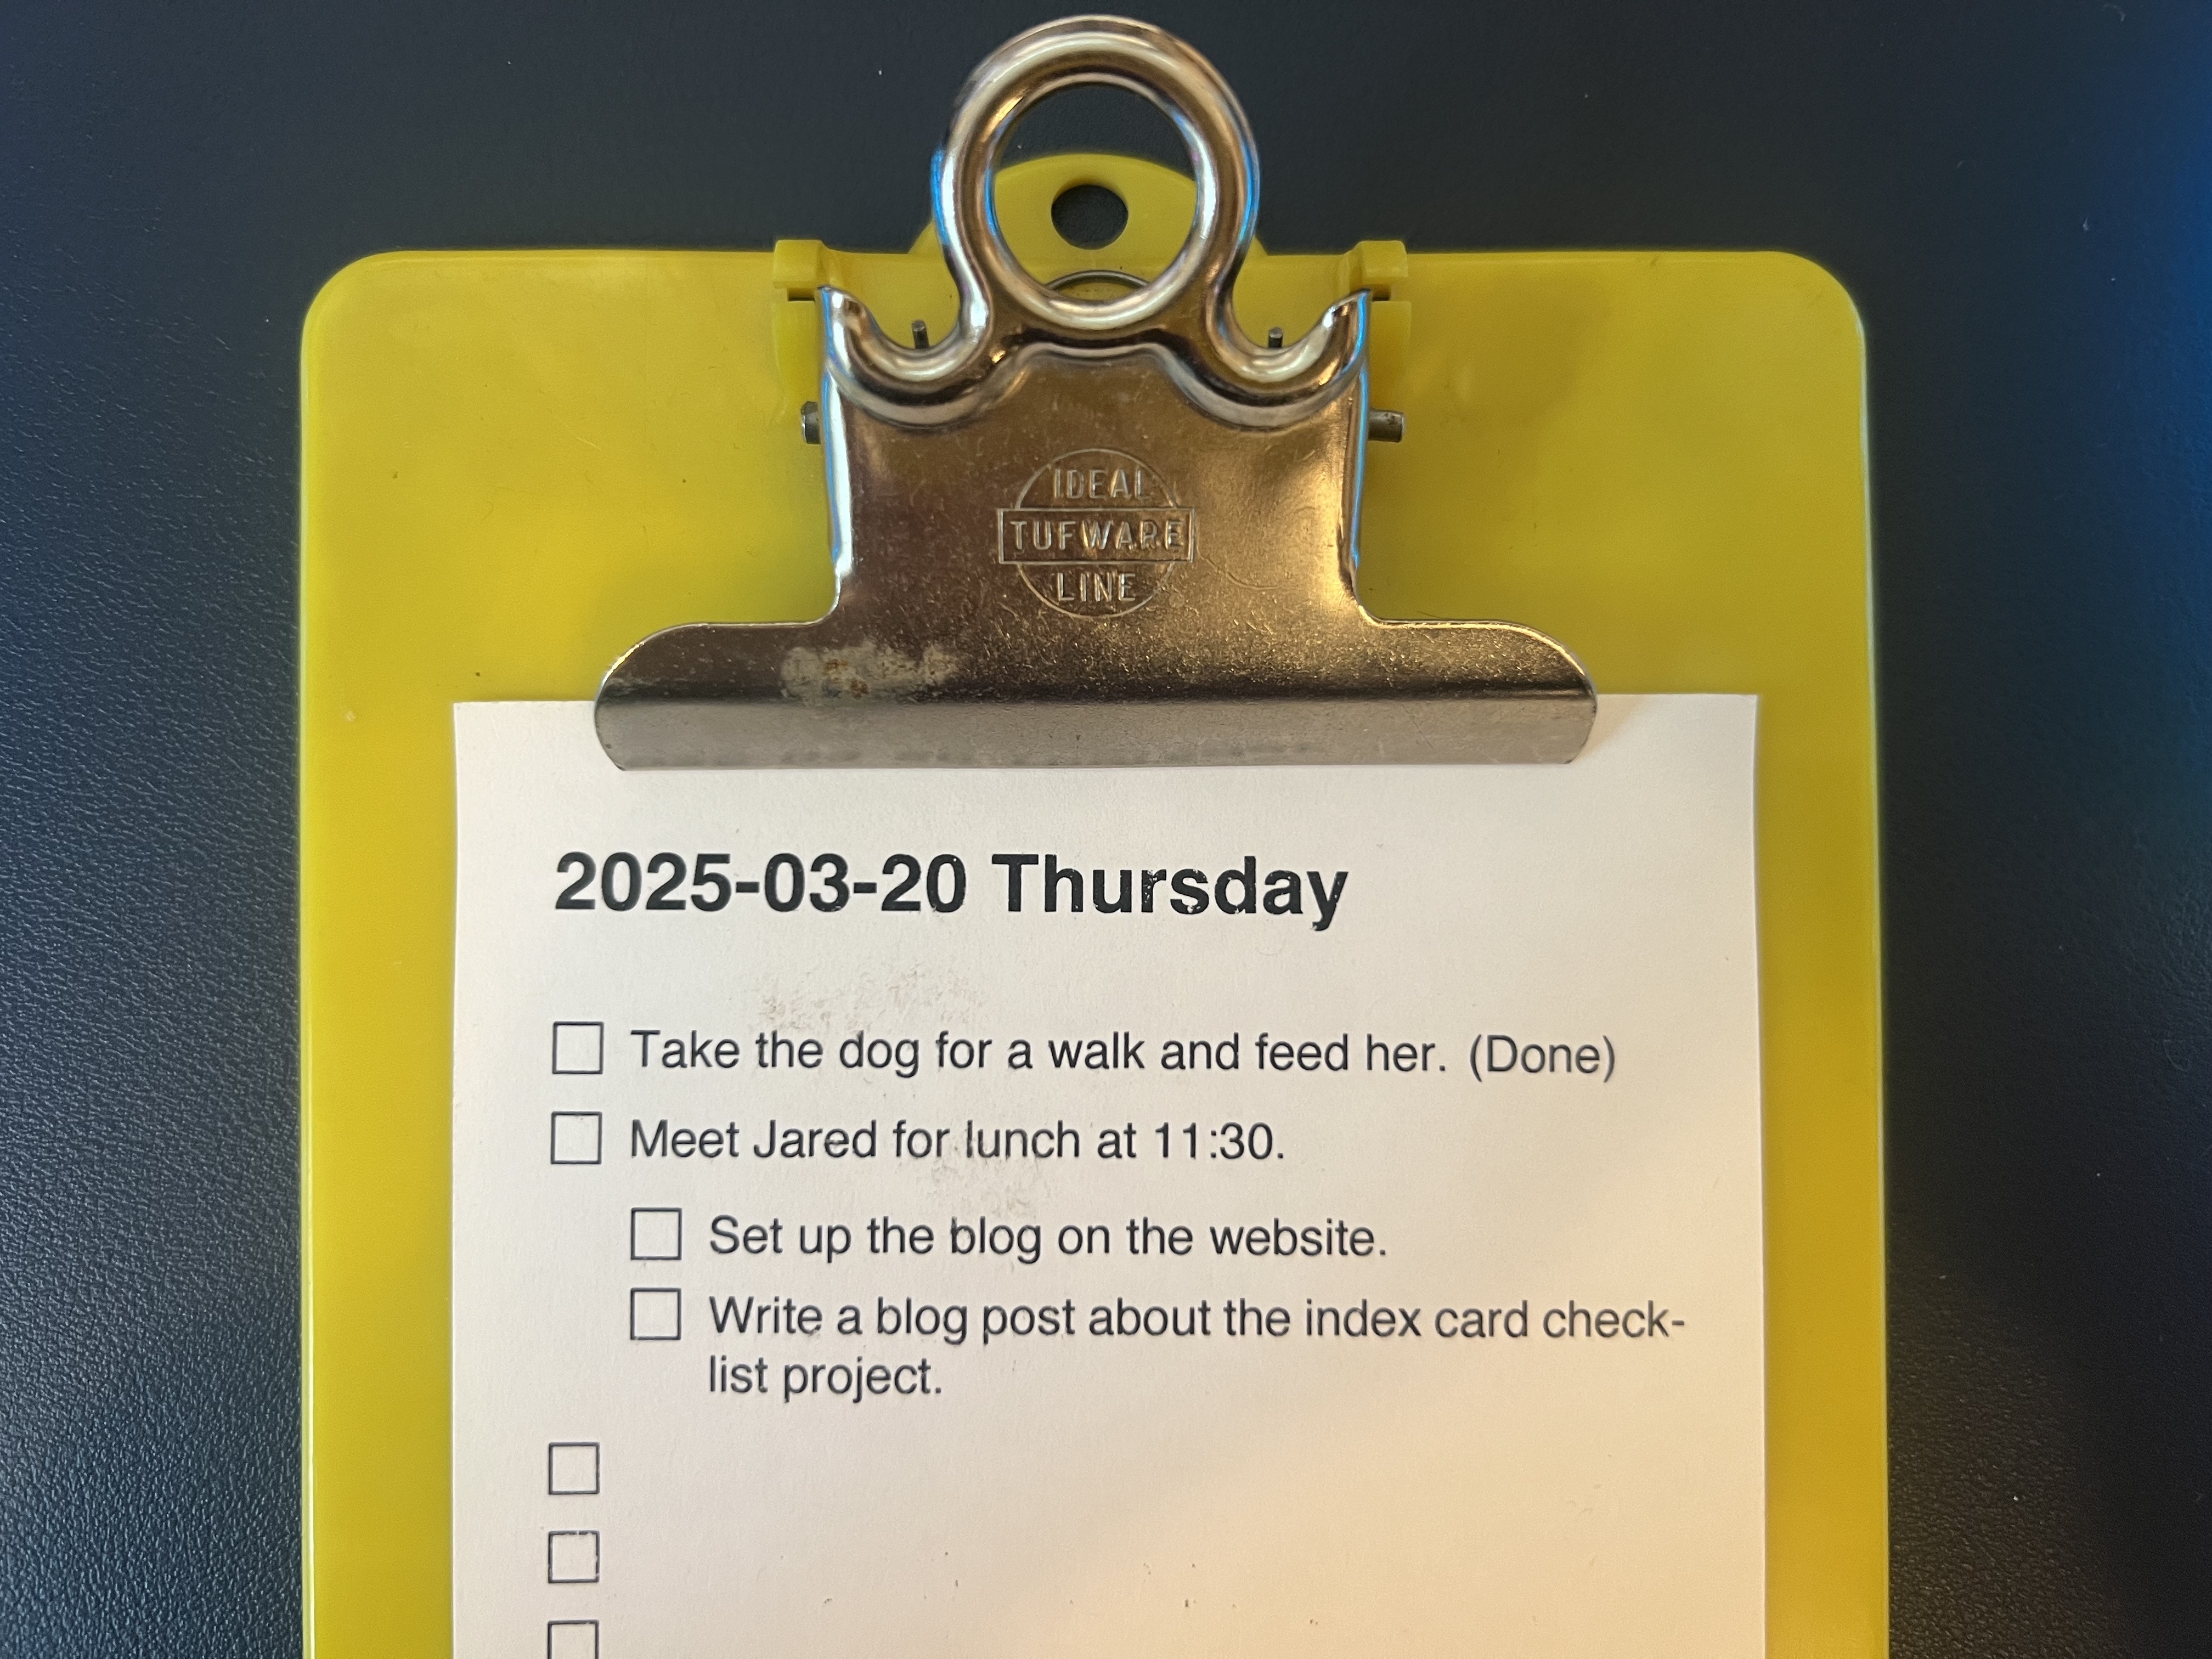 IDEAL
TUFWARE
LINE
2025-03-20 Thursday
Take the dog for a walk and feed her. (Done)
Meet Jared for lunch at 11:30.
Set up the blog on the website.
Write a blog post about the index card check-
list project.